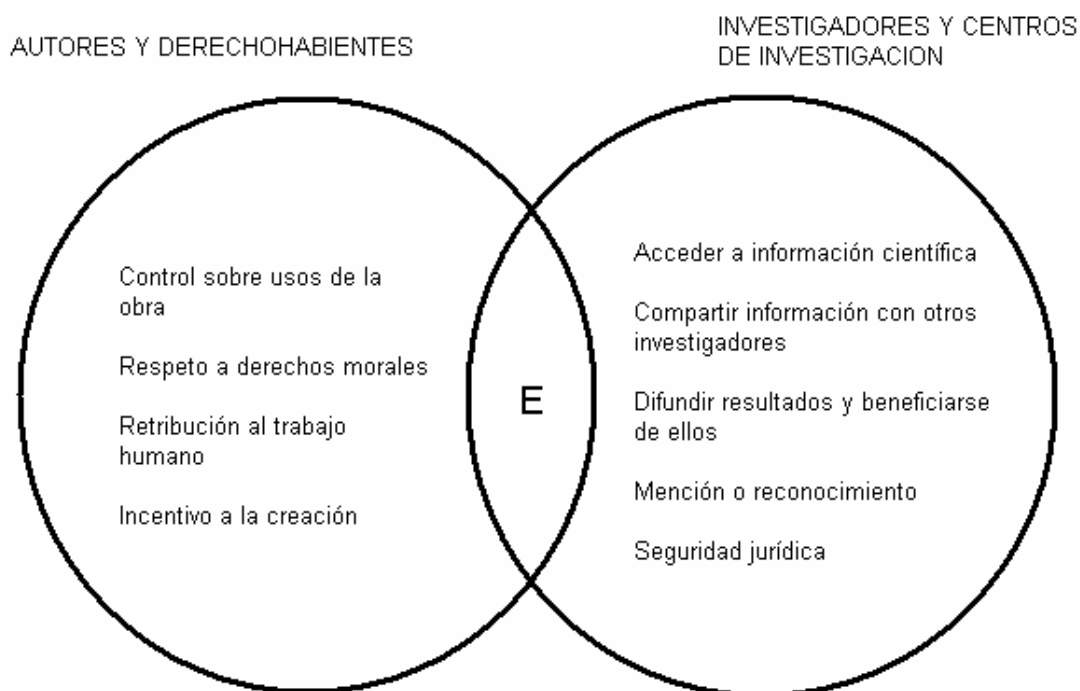 AUTORES Y DERECHOHABIENTES
INVESTIGADORES Y CENTROS
DE INVESTIGACION
Control sobre usos de la
obra
Respeto a derechos morales
Retribución al trabajo
humano
Incentivo a la creación
E
Acceder a información científica
Compartir información con otros
investigadores
Difundir resultados y beneficiarse
de ellos
Mención o reconocimiento
Seguridad jurídica